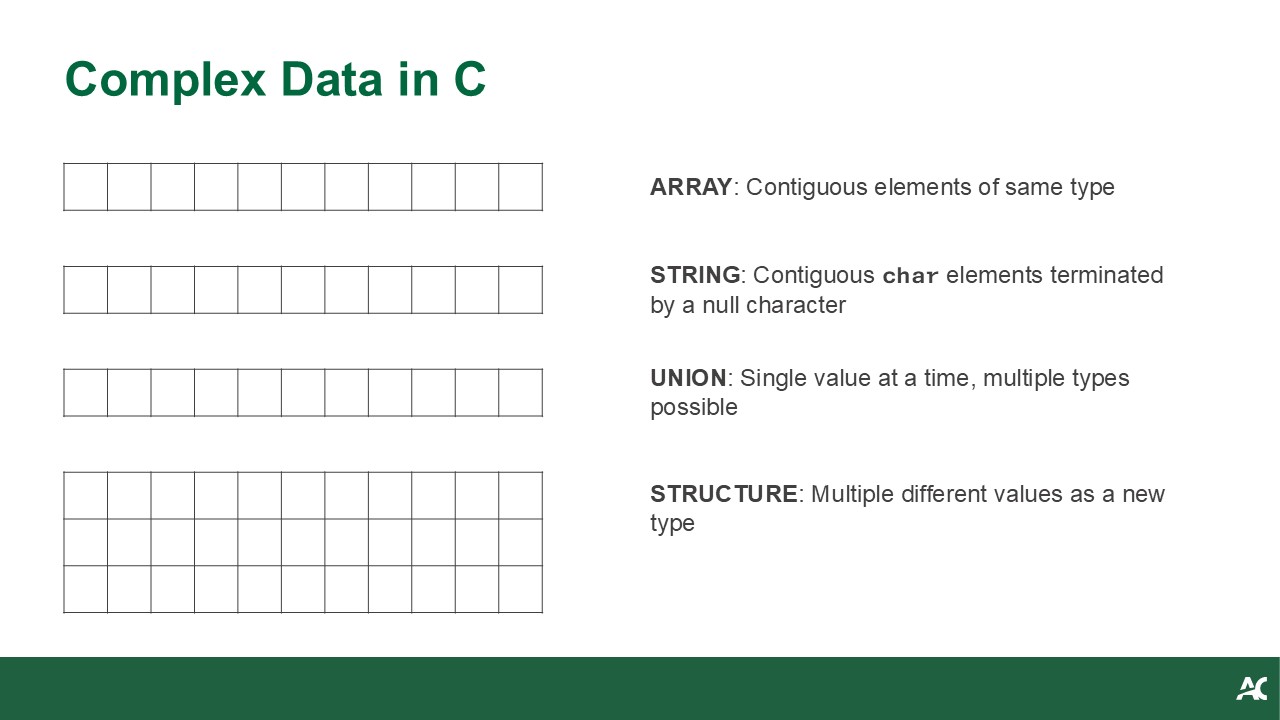 Complex Data in C
ARRAY: Contiguous elements of same type
STRING: Contiguous char elements terminated
by a null character
UNION: Single value at a time, multiple types
possible
STRUCTURE: Multiple different values as a new
type
AC